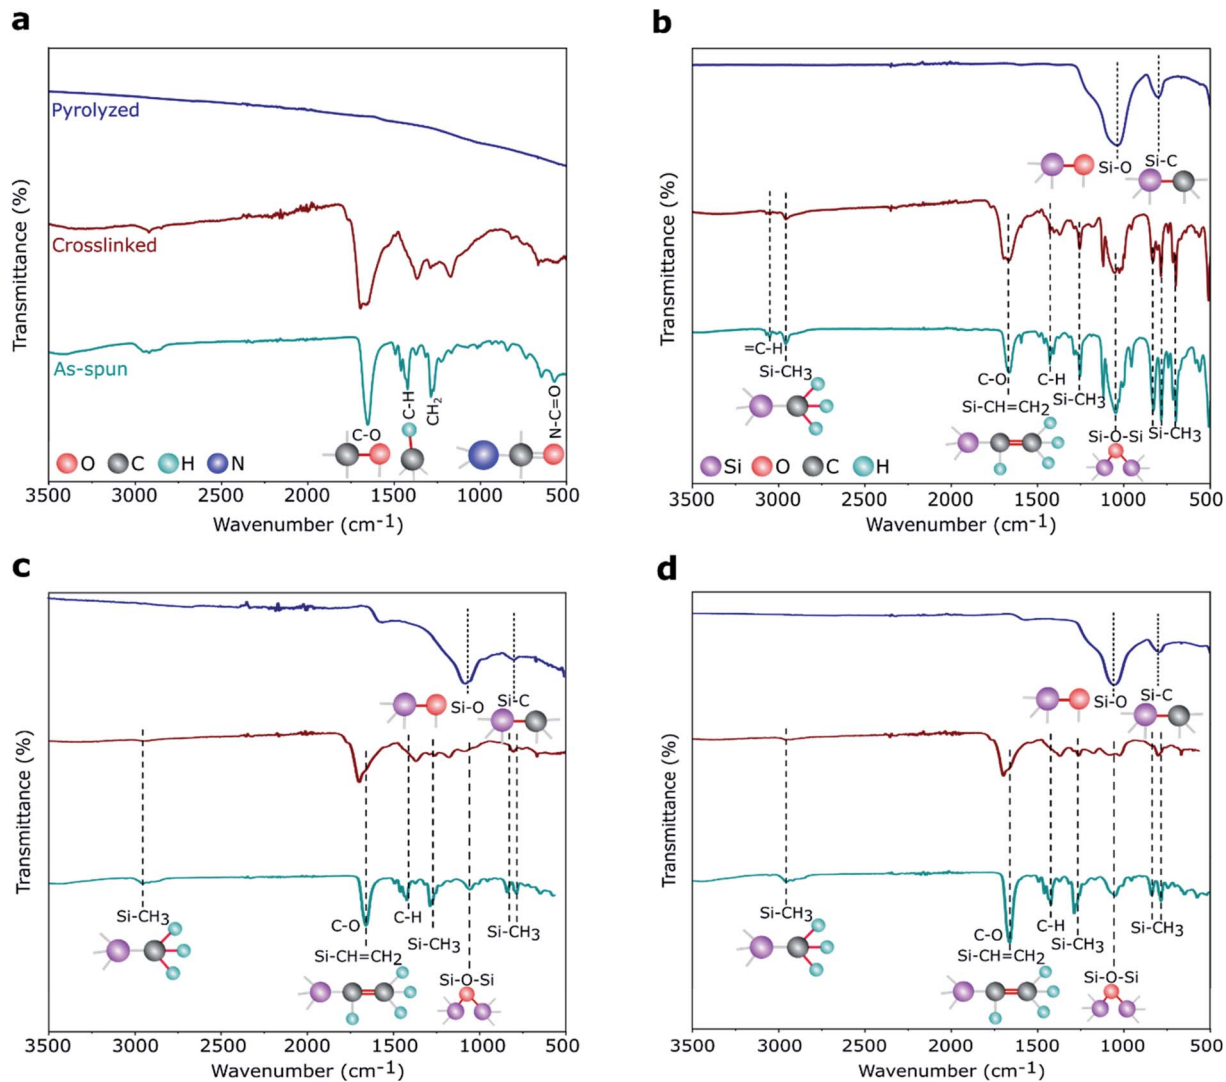 a
Transmittance (%)
Pyrolyzed
Crosslinked
As-spun
C-O
C-H
CH2
N-C=O
O C H N
3500 3000 2500 2000 1500 1000 500
Wavenumber (cm-1)
b
Transmittance (%)
Si-O
Si-C
=C-H
Si-CH3
C-O
Si-CH=CH2
C-H
Si-CH3
Si-O-Si
Si-CH3
Si O C H
3500 3000 2500 2000 1500 1000 500
Wavenumber (cm-1)
c
Transmittance (%)
Si-O
Si-C
Si-CH3
C-O
Si-CH=CH2
C-H
Si-CH3
Si-O-Si
Si-CH3
3500 3000 2500 2000 1500 1000 500
Wavenumber (cm-1)
d
Transmittance (%)
Si-O
Si-C
Si-CH3
C-O
Si-CH=CH2
C-H
Si-CH3
Si-O-Si
Si-CH3
3500 3000 2500 2000 1500 1000 500
Wavenumber (cm-1)